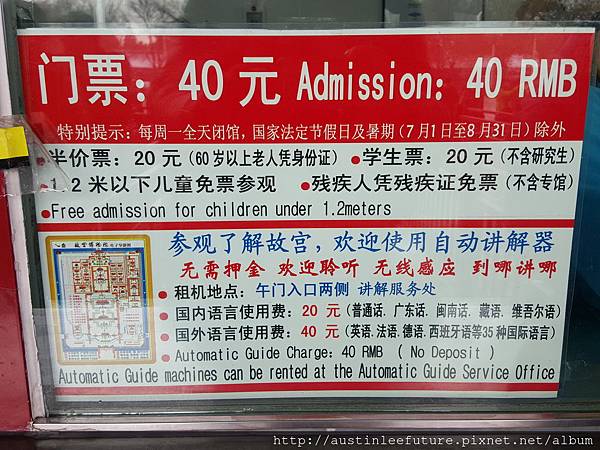 门票：40 元 Admission：40 RMB
特别提示：每周一全天闭馆，国家法定节假日及暑期（7月1日至8月31日）除外
●半价票：20 元（60岁以上老人凭身份证） ●学生票：20 元（不含研究生）
1.2 米以下儿童免票参观 ●残疾人凭残疾证免票（不含专馆）
●Free admission for children under 1.2meters
参观了解故宫，欢迎使用自动讲解器
无需押金 欢迎聆听 无线感应 到哪讲哪
● 租机地点：午门入口两侧 讲解服务处
● 国内语言使用费：20 元（普通话、广东话、闽南话、藏语、维吾尔语）
● 国外语言使用费：40 元（英语、法语、德语、西班牙语等35种国际语言）
● Automatic Guide Charge：40 RMB （ No Deposit ）
Automatic Guide machines can be rented at the Automatic Guide Service Office
http://austinleefuture.pixnet.net/album